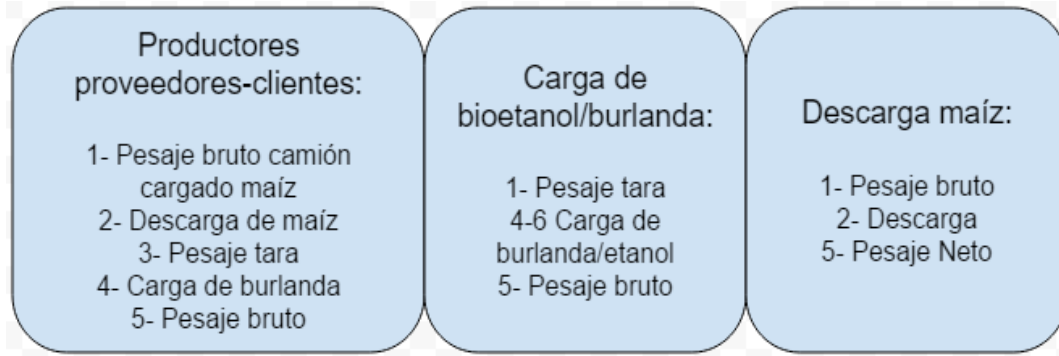 Productores
proveedores-clientes:
1- Pesaje bruto camión
cargado maíz
2- Descarga de maíz
3- Pesaje tara
4- Carga de burlanda
5- Pesaje bruto
Carga de
bioetanol/burlanda:
1- Pesaje tara
4-6 Carga de
burlanda/etanol
5- Pesaje bruto
Descarga maíz:
1- Pesaje bruto
2- Descarga
5- Pesaje Neto